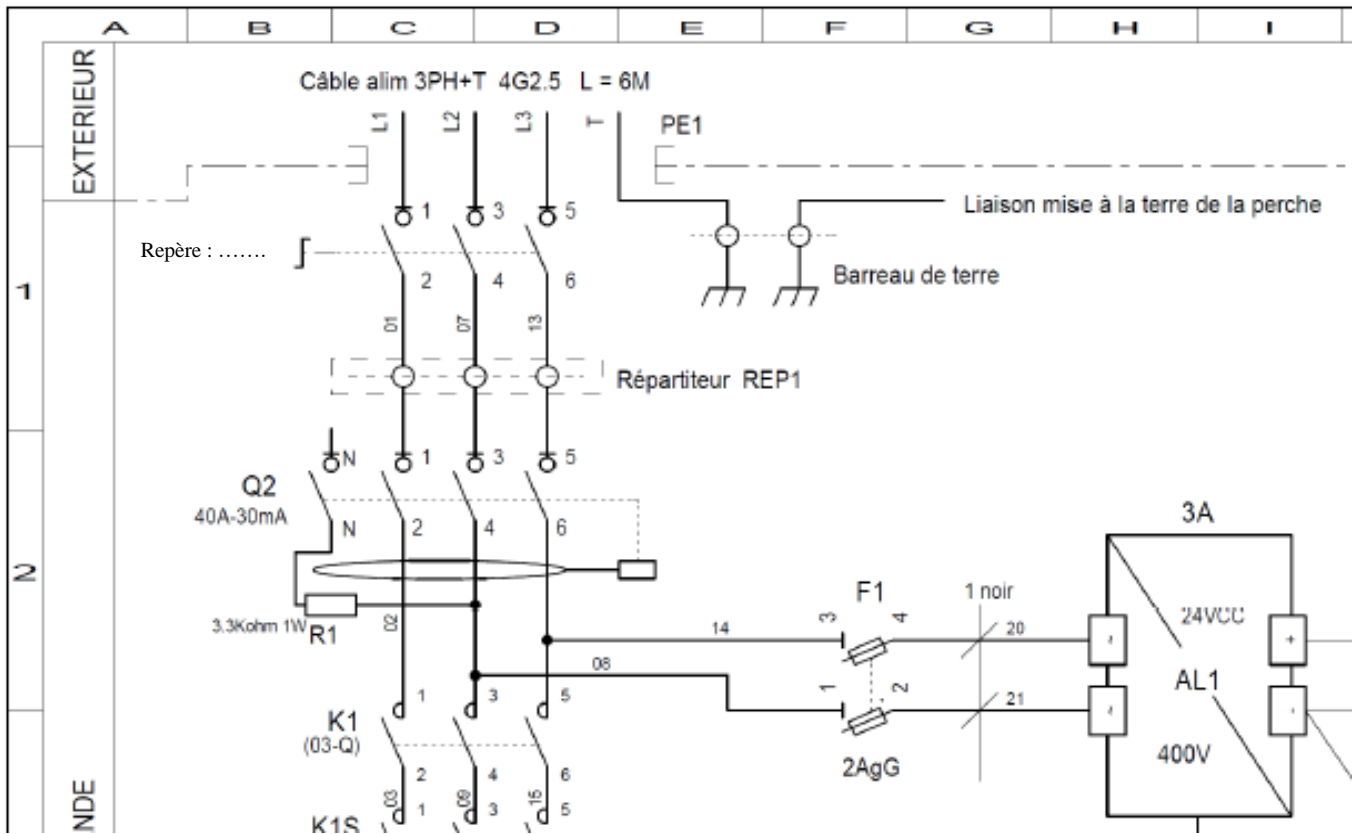 A B C D E F G H I
EXTERIEUR
Câble alim 3PH+T 4G2.5 L = 6M
L1 L2 L3 T PE1
1 3 5
Liaison mise à la terre de la perche
Repère : …….
2 4 6
Barreau de terre
1
01 07 13
Répartiteur REP1
N 1 3 5
Q2
40A-30mA
N 2 4 6
3A
2
F1
1 noir
3.3Kohm 1W R1
02
14 3 4 20
24VCC
+
08
1 2 21
AL1
-
1 3 5
K1
(03-Q)
2AgG
400V
2 4 6
03 09 15
1 3 5
K1S
NDE